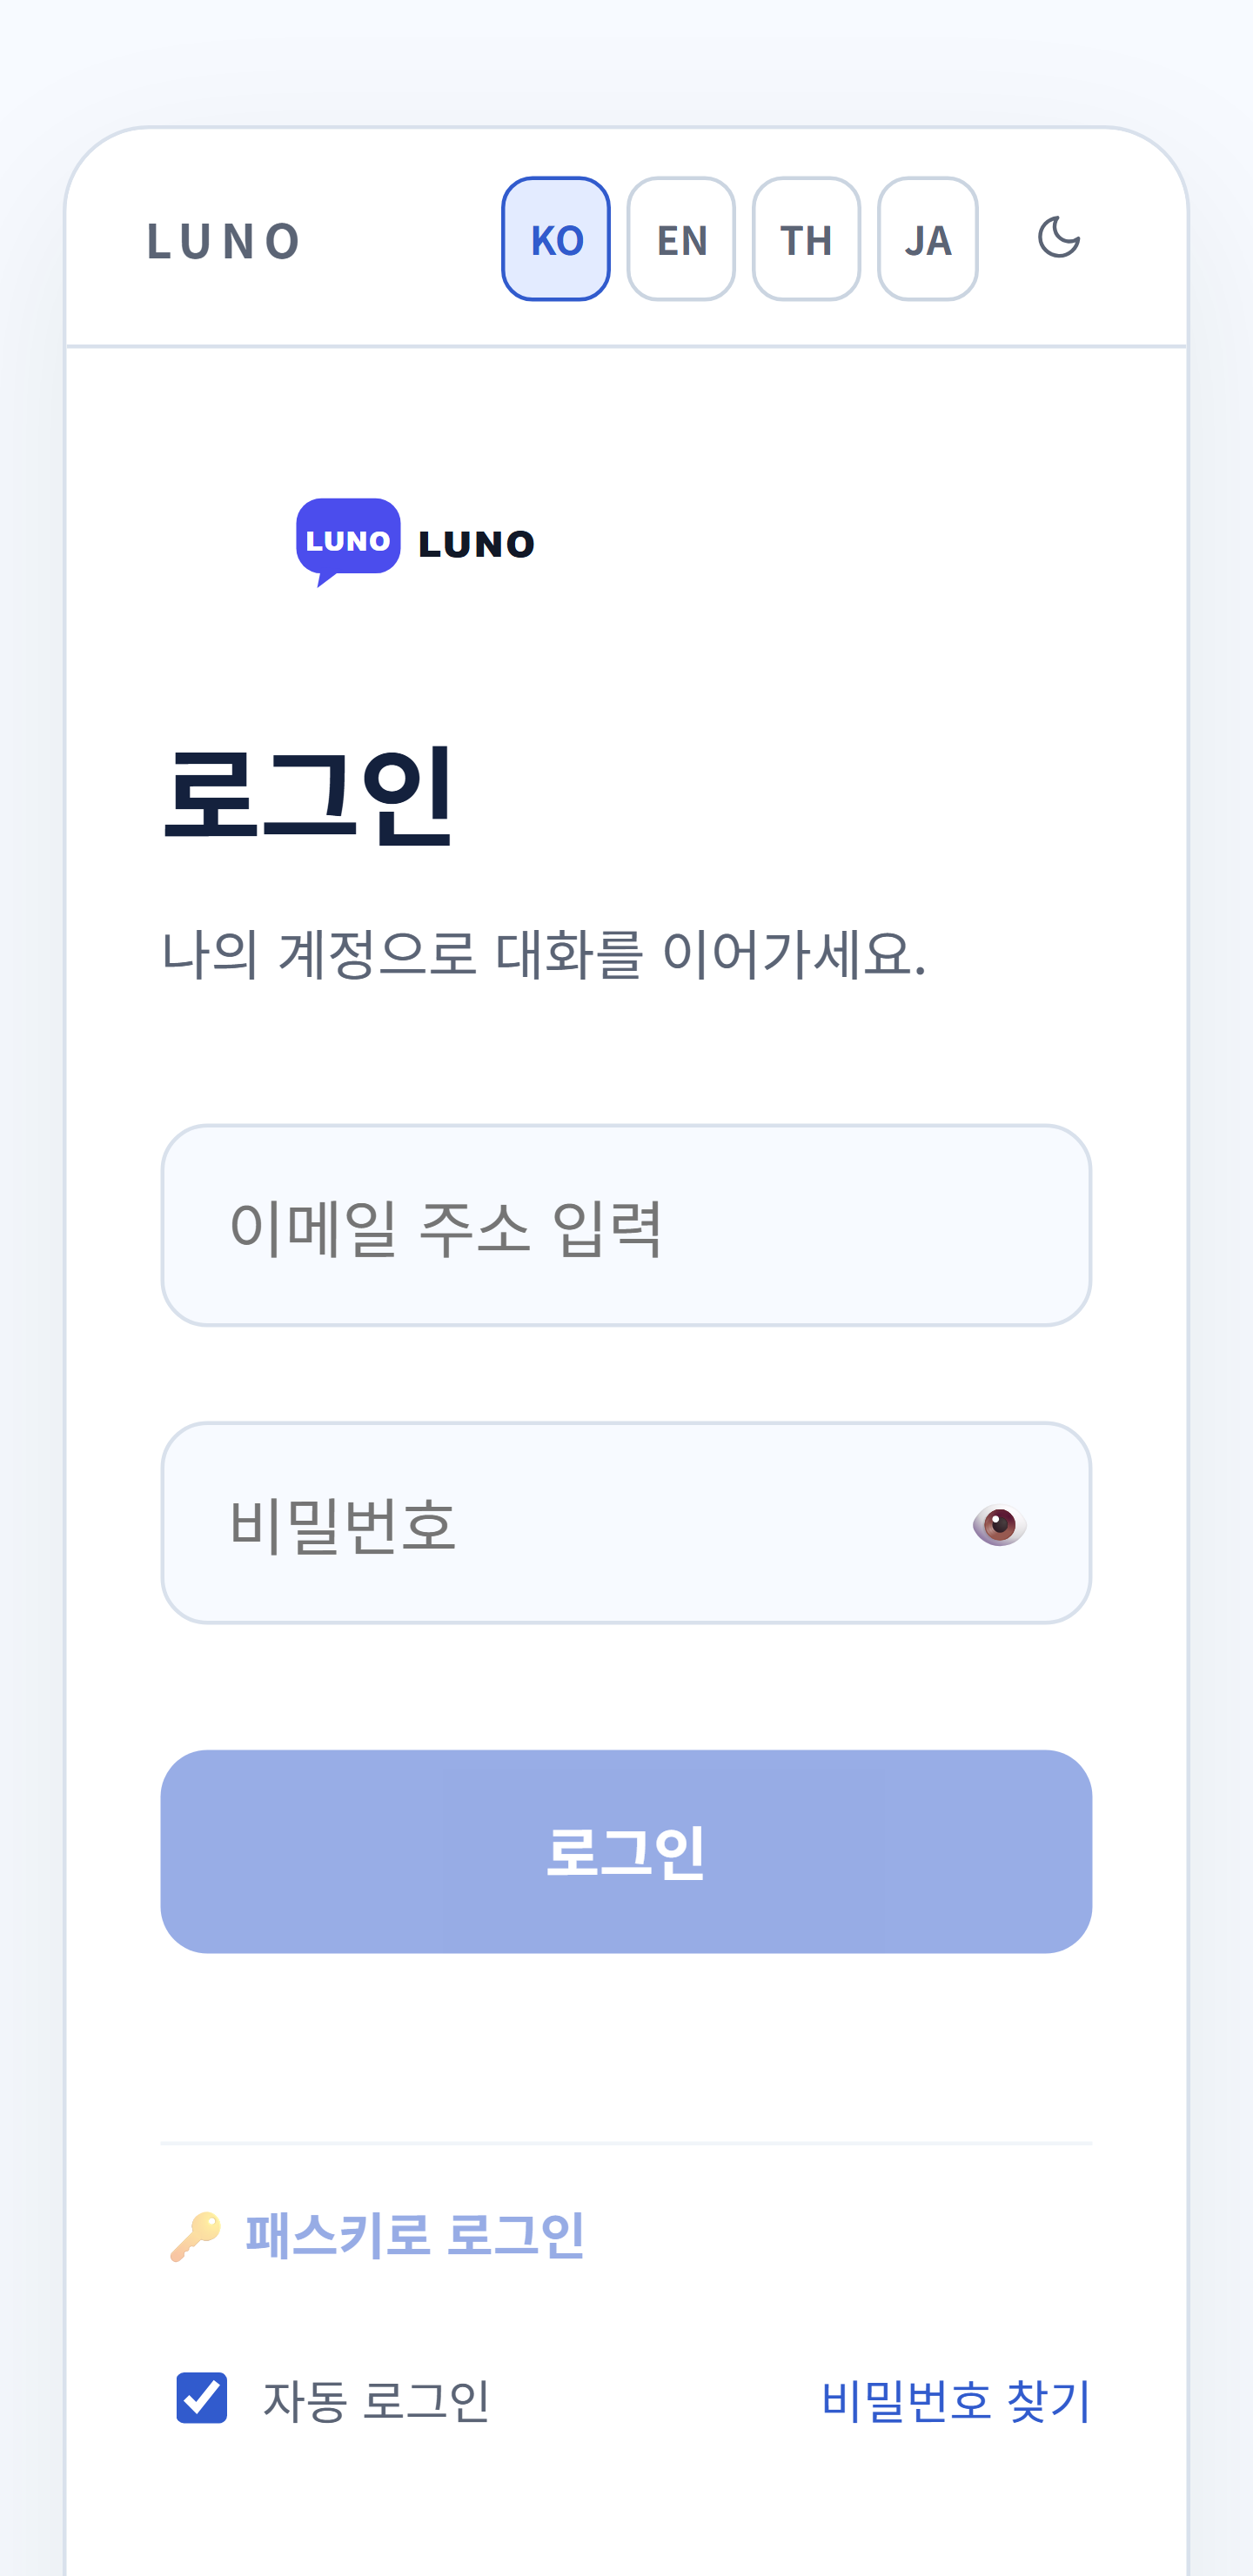 LUNO KO EN TH JA
LUNO LUNO
로그인
나의 계정으로 대화를 이어가세요.
이메일 주소 입력
비밀번호
로그인
패스키로 로그인
자동 로그인 비밀번호 찾기